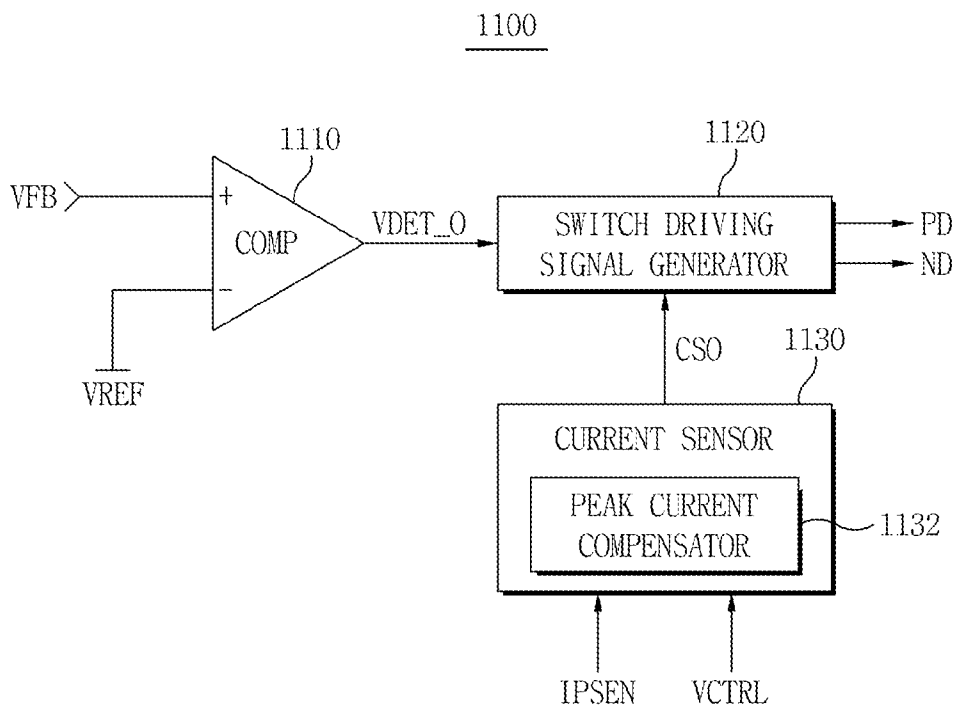 1100
1110
1120
VFB
+
COMP
−
VDET_O
SWITCH DRIVING
SIGNAL GENERATOR
PD
ND
VREF
CSO
1130
CURRENT SENSOR
PEAK CURRENT
COMPENSATOR
1132
IPSEN
VCTRL